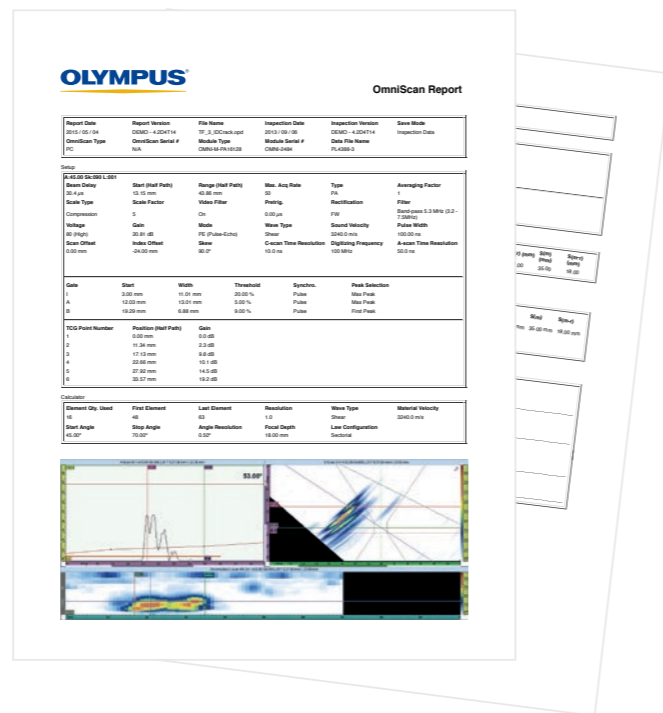 OLYMPUS
OmniScan Report
Report Date Report Version File Name Inspection Date Inspection Version Save Mode
2015 / 05 / 04 DEMO - 4.2D4T14 TF_3_IDCrack.opd 2013 / 09 / 06 DEMO - 4.2D4T14 Inspection Data
OmniScan Type OmniScan Serial # Module Type Module Serial # Data File Name
PC N/A OMNI-M-PA16128 OMNI-2494
Setup
A:45.00 Sk:090 L:001
Beam Delay Start (Half Path) Range (Half Path) Max. Acq Rate Type Averaging Factor
30.4 µs 13.15 mm 50 PA 1
Scale Type Scale Factor Video Filter Pretrig. Rectification Filter
Compression 5 On 0.00 µs FW Band-pass 5.3 MHz (3.2 -
7.5MHz)
Voltage Gain Mode Wave Type Sound Velocity Pulse Width
80 (High) 20.81 dB PE (Pulse-Echo) Shear 3240.0 m/s 100.00 ns
Scan Offset Index Offset Skew C-scan Time Resolution Digitizing Frequency A-scan Time Resolution
0.00 mm -24.00 mm 90.0° 10.0 ns 100 MHz 50.0 ns
Gate Start Width Threshold Synchro. Peak Selection
I 3.00 mm 11.01 mm 20.00 % Pulse Max Peak
A 12.03 mm 13.01 mm 5.00 % Pulse Max Peak
B 19.29 mm 6.88 mm 9.00 % Pulse First Peak
TCG Point Number Position (Half Path) Gain
1 0.00 mm 0.0 dB
2 11.34 mm 2.3 dB
3 17.13 mm 9.8 dB
4 22.66 mm 10.1 dB
5 27.92 mm 14.5 dB
6 33.57 mm 19.2 dB
Calculator
Element Qty. Used First Element Last Element Resolution Wave Type Material Velocity
16 48 63 1.0 Shear 3240.0 m/s
Start Angle Stop Angle Angle Resolution Focal Depth Law Configuration
45.00° 70.00° 0.50° 18.00 mm Sectorial
53.00°